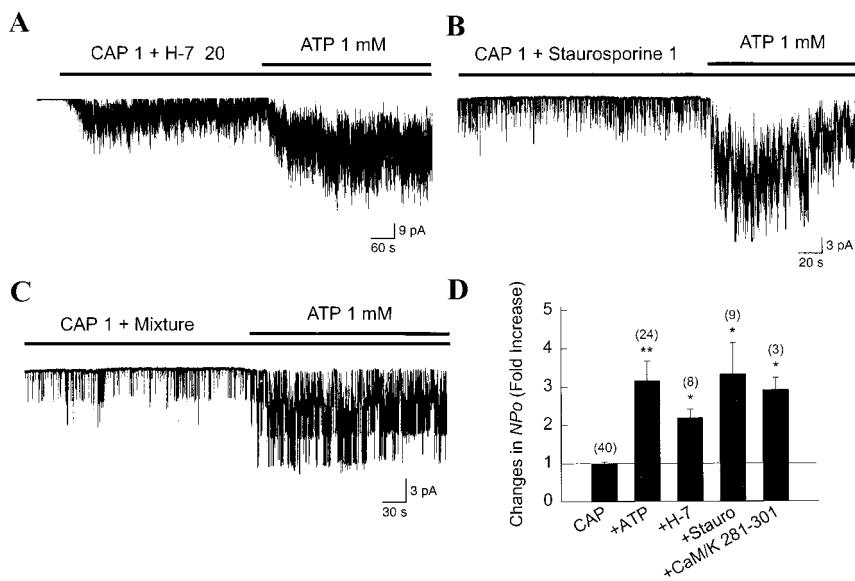 A
CAP 1 + H-7 20
ATP 1 mM
9 pA
60 s
B
CAP 1 + Staurosporine 1
ATP 1 mM
3 pA
20 s
C
CAP 1 + Mixture
ATP 1 mM
3 pA
30 s
D
Changes in NPo (Fold increase)
5
4
3
2
1
0
(40)
(24)
**
(8)
*
(9)
*
(3)
*
CAP
+ATP
+H-7
+Stauro
+CaM/K 281-301